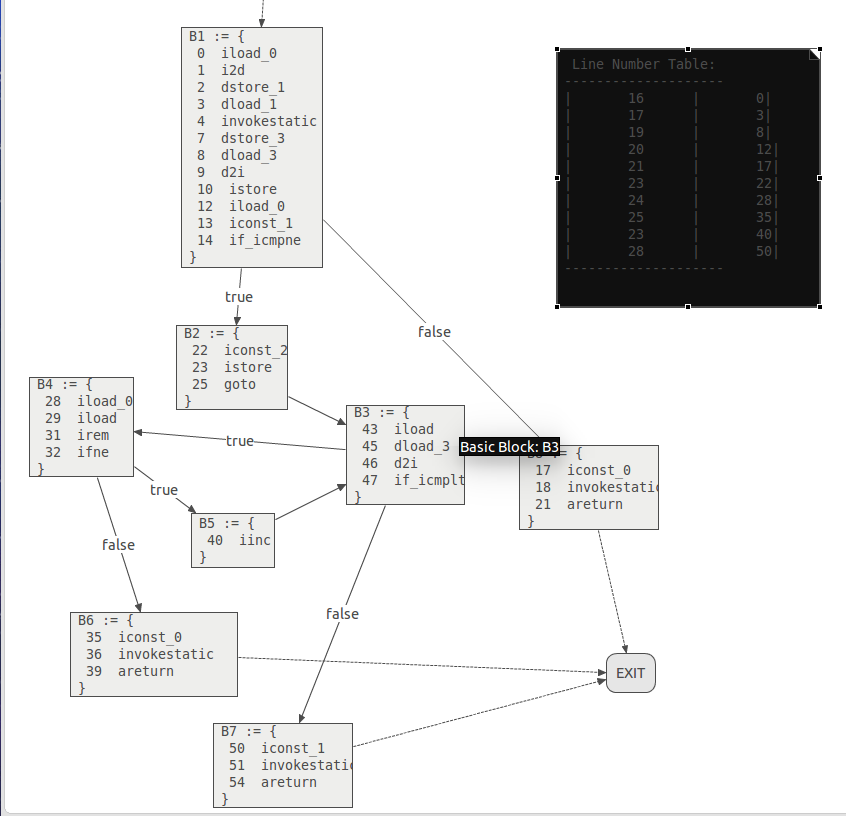 B1 := {
0 iload_0
1 i2d
2 dstore_1
3 dload_1
4 invokestatic
7 dstore_3
8 dload_3
9 d2i
10 istore
12 iload_0
13 iconst_1
14 if_icmpne
}
Line Number Table:
---------------------
| 16 | 0|
| 17 | 3|
| 19 | 8|
| 20 | 12|
| 21 | 17|
| 23 | 22|
| 24 | 28|
| 25 | 35|
| 23 | 40|
| 28 | 50|
---------------------
true
false
B2 := {
22 iconst_2
23 istore
25 goto
}
B4 := {
28 iload_0
29 iload
31 irem
32 ifne
}
B3 := {
43 iload
45 dload_3
46 d2i
47 if_icmplt
}
true
Basic Block: B3
:= {
17 iconst_0
18 invokestatic
21 areturn
}
true
B5 := {
40 iinc
}
false
false
B6 := {
35 iconst_0
36 invokestatic
39 areturn
}
EXIT
B7 := {
50 iconst_1
51 invokestatic
54 areturn
}